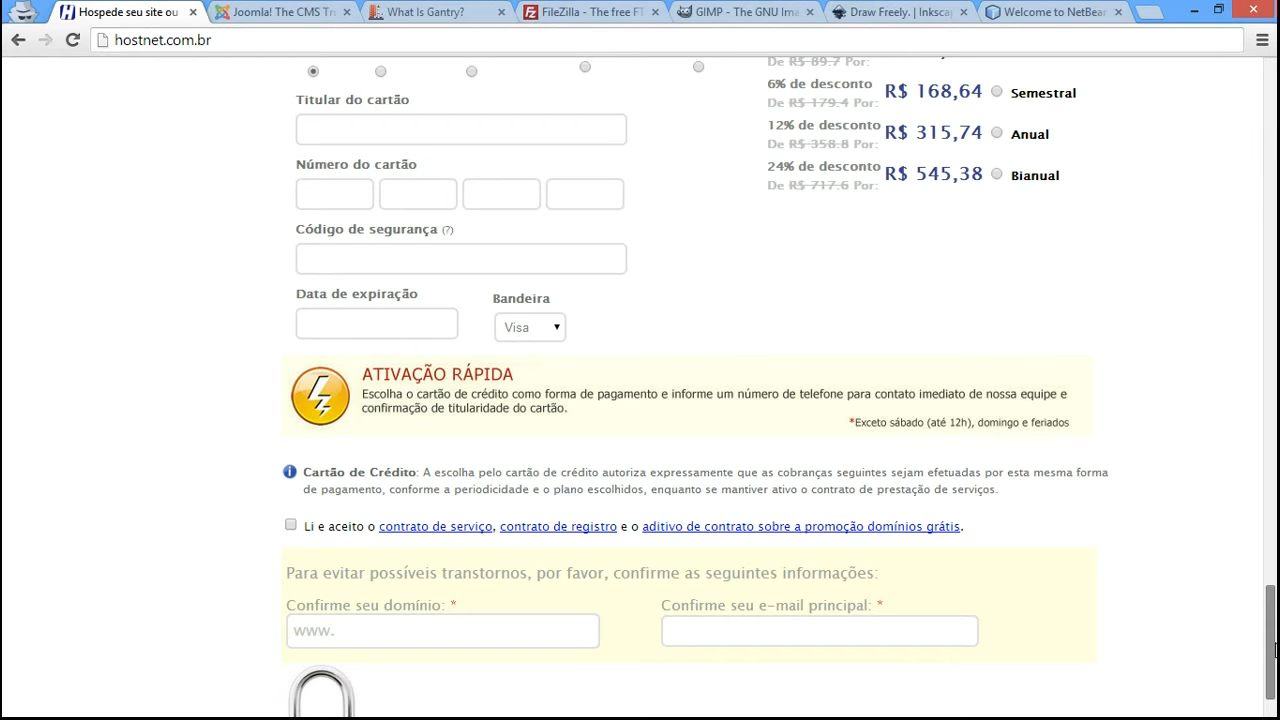 Hospede seu site ou
Joomla! The CMS Tr
What Is Gantry?
FileZilla - The free FT
GIMP - The GNU Ima
Draw Freely. | Inksca
Welcome to NetBea
hostnet.com.br
De R$ 89.7 Por:
6% de desconto
De R$ 179.4 Por:
R$ 168,64
Semestral
12% de desconto
De R$ 358.8 Por:
R$ 315,74
Anual
24% de desconto
De R$ 717.6 Por:
R$ 545,38
Bianual
Titular do cartão
Número do cartão
Código de segurança (?)
Data de expiração
Bandeira
Visa
ATIVAÇÃO RÁPIDA
Escolha o cartão de crédito como forma de pagamento e informe um número de telefone para contato imediato de nossa equipe e
confirmação de titularidade do cartão.
*Exceto sábado (até 12h), domingo e feriados
Cartão de Crédito: A escolha pelo cartão de crédito autoriza expressamente que as cobranças seguintes sejam efetuadas por esta mesma forma
de pagamento, conforme a periodicidade e o plano escolhidos, enquanto se mantiver ativo o contrato de prestação de serviços.
Li e aceito o contrato de serviço, contrato de registro e o aditivo de contrato sobre a promoção domínios grátis.
Para evitar possíveis transtornos, por favor, confirme as seguintes informações:
Confirme seu domínio: *
www.
Confirme seu e-mail principal: *